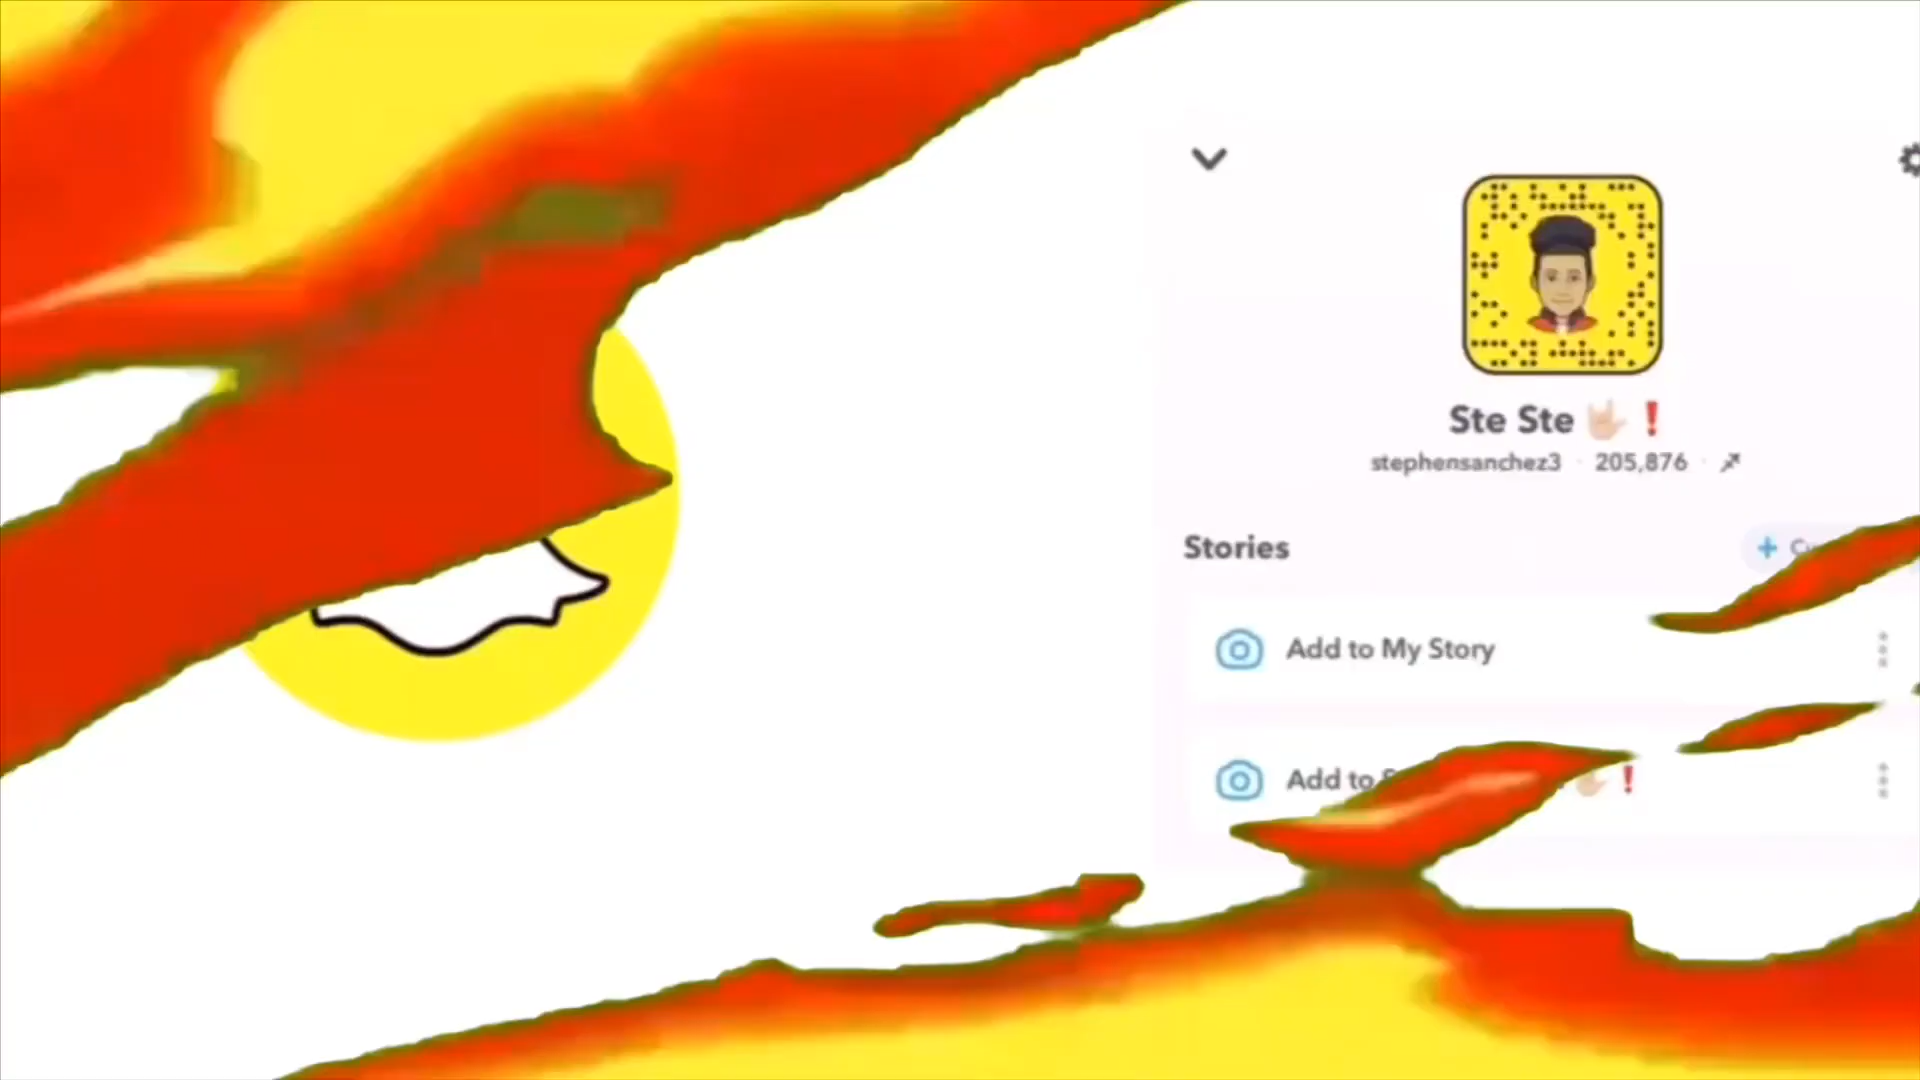 Ste Ste 🤟🏻❗
stephensanchez3 · 205,876
Stories
Add to My Story
Add to